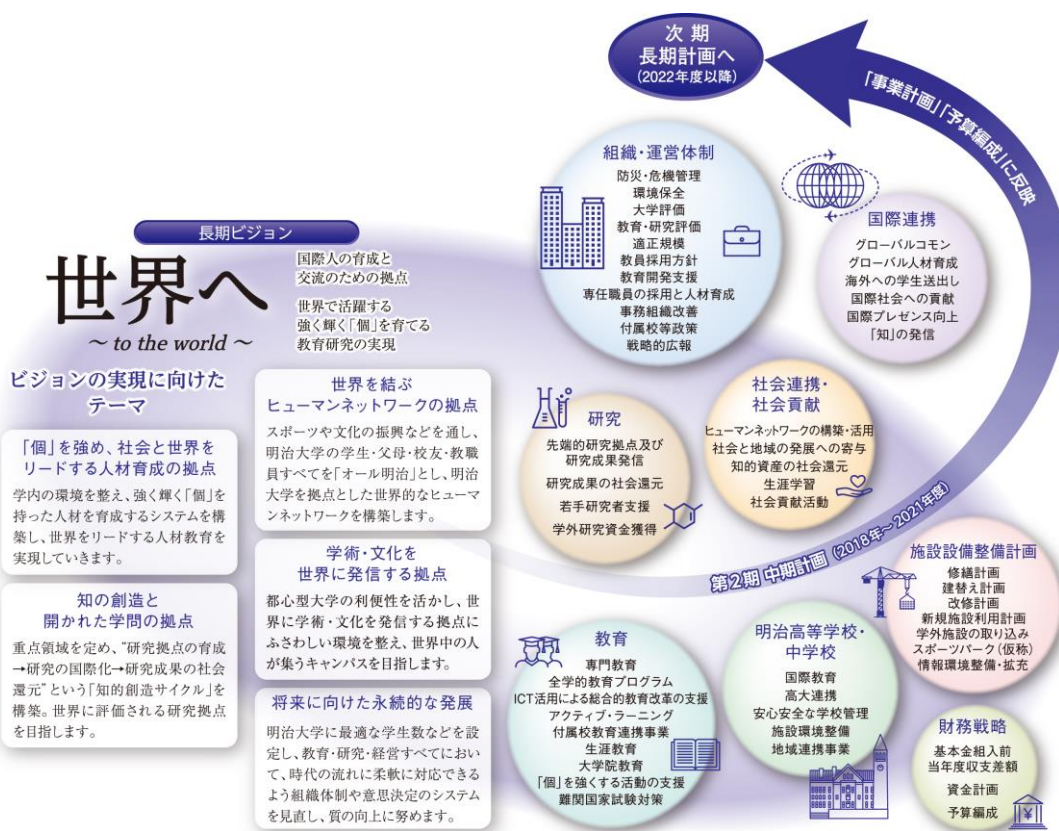 次期
長期計画へ
(2022年度以降)
「事業計画」「予算編成」に反映
長期ビジョン
世界へ
～ to the world ～
国際人の育成と
交流のための拠点
世界で活躍する
強く輝く「個」を育てる
教育研究の実現
ビジョンの実現に向けた
テーマ
「個」を強め、社会と世界を
リードする人材育成の拠点
学内の環境を整え、強く輝く「個」を
持った人材を育成するシステムを構
築し、世界をリードする人材教育を
実現していきます。
知の創造と
開かれた学問の拠点
重点領域を定め、“研究拠点の育成
→研究の国際化→研究成果の社会
還元”という「知的創造サイクル」を
構築。世界に評価される研究拠点
を目指します。
世界を結ぶ
ヒューマンネットワークの拠点
スポーツや文化の振興などを通し、
明治大学の学生・父母・校友・教職
員すべてを「オール明治」とし、明治
大学を拠点とした世界的なヒューマ
ンネットワークを構築します。
学術・文化を
世界に発信する拠点
都心型大学の利便性を活かし、世
界に学術・文化を発信する拠点に
ふさわしい環境を整え、世界中の人
が集うキャンパスを目指します。
将来に向けた永続的な発展
明治大学に最適な学生数などを設
定し、教育・研究・経営すべてにおい
て、時代の流れに柔軟に対応できる
よう組織体制や意思決定のシステム
を見直し、質の向上に努めます。
組織・運営体制
防災・危機管理
環境保全
大学評価
教育・研究評価
適正規模
教員採用方針
教育開発支援
専任職員の採用と人材育成
事務組織改善
付属校等政策
戦略的広報
国際連携
グローバルコモン
グローバル人材育成
海外への学生送出し
国際社会への貢献
国際プレゼンス向上
「知」の発信
研究
先端的研究拠点及び
研究成果発信
研究成果の社会還元
若手研究者支援
学外研究資金獲得
社会連携・
社会貢献
ヒューマンネットワークの構築・活用
社会と地域の発展への寄与
知的資産の社会還元
生涯学習
社会貢献活動
第2期 中期計画 (2018年～2021年度)
施設設備整備計画
修繕計画
建替え計画
改修計画
新規施設利用計画
学外施設の取り込み
スポーツパーク(仮称)
情報環境整備・拡充
教育
専門教育
全学的教育プログラム
ICT活用による総合的教育改革の支援
アクティブ・ラーニング
付属校教育連携事業
生涯教育
大学院教育
「個」を強くする活動の支援
難関国家試験対策
明治高等学校・
中学校
国際教育
高大連携
安心安全な学校管理
施設環境整備
地域連携事業
財務戦略
基本金組入前
当年度収支差額
資金計画
予算編成
¥